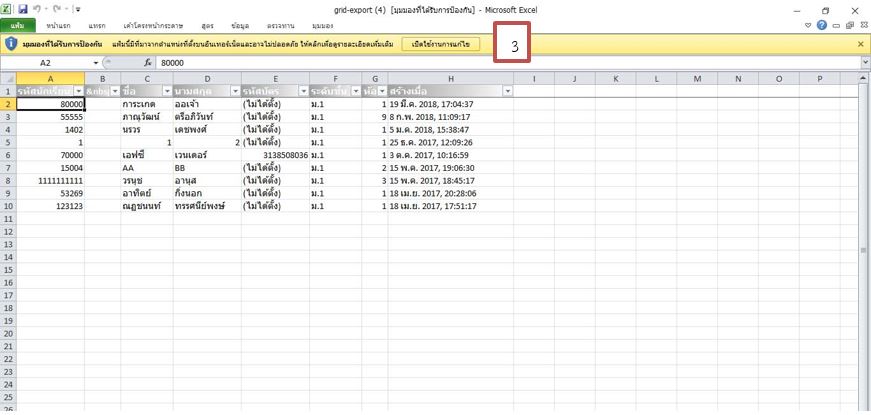 grid-export (4) [มุมมองที่ได้รับการป้องกัน] - Microsoft Excel
แฟ้ม หน้าแรก แทรก เค้าโครงหน้ากระดาษ สูตร ข้อมูล ตรวจทาน มุมมอง
มุมมองที่ได้รับการป้องกัน แฟ้มนี้มีที่มาจากตำแหน่งที่ตั้งบนอินเทอร์เน็ตและอาจไม่ปลอดภัย ให้คลิกเพื่อดูรายละเอียดเพิ่มเติม เปิดใช้งานการแก้ไข 3
A2 fx 80000
A B C D E F G H I J K L M N O P
1 รหัสนักเรียน &nbsp ชื่อ นามสกุล รหัสบัตร ระดับชั้น ห้อ สร้างเมื่อ
2 80000 การะเกด ออเจ้า (ไม่ได้ตั้ง) ม.1 1 19 มี.ค. 2018, 17:04:37
3 55555 ภาณุวัฒน์ ตรีอภิวันท์ (ไม่ได้ตั้ง) ม.1 9 8 ก.พ. 2018, 11:09:17
4 1402 นรวร เดชพงศ์ (ไม่ได้ตั้ง) ม.1 1 5 ม.ค. 2018, 15:38:47
5 1 1 2 (ไม่ได้ตั้ง) ม.1 1 25 ธ.ค. 2017, 12:09:26
6 70000 เอฟซี เวนเดอร์ 3138508036 ม.1 1 3 ต.ค. 2017, 10:16:59
7 15004 AA BB (ไม่ได้ตั้ง) ม.1 2 15 พ.ค. 2017, 19:06:30
8 1111111111 วรนุช อานุส (ไม่ได้ตั้ง) ม.1 3 15 พ.ค. 2017, 18:45:17
9 53269 อาทิตย์ กิ่งนอก (ไม่ได้ตั้ง) ม.1 1 18 เม.ย. 2017, 20:28:06
10 123123 ณฏชนนท์ ทรรศนีย์พงษ์ (ไม่ได้ตั้ง) ม.1 1 18 เม.ย. 2017, 17:51:17
11
12
13
14
15
16
17
18
19
20
21
22
23
24
25
26